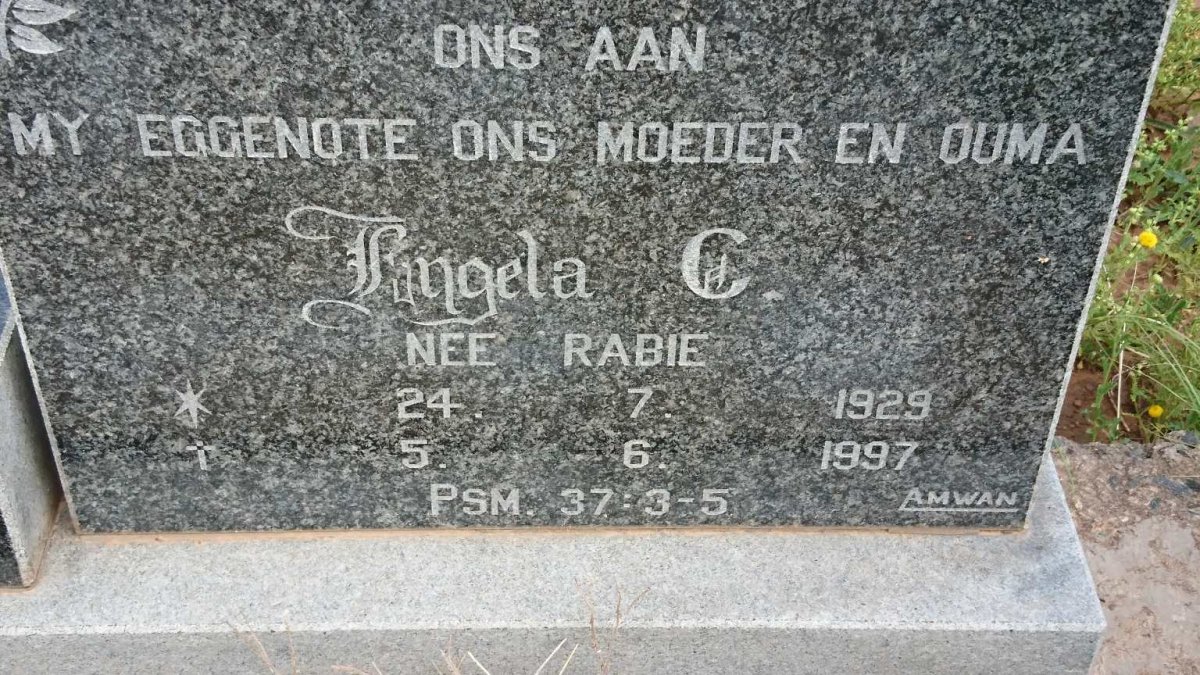 ONS AAN
MY EGGENOTE ONS MOEDER EN OUMA
Angela C.
NEE RABIE
24. 7. 1929
† 5. 6. 1997
PSM. 37:3-5
AMWAN